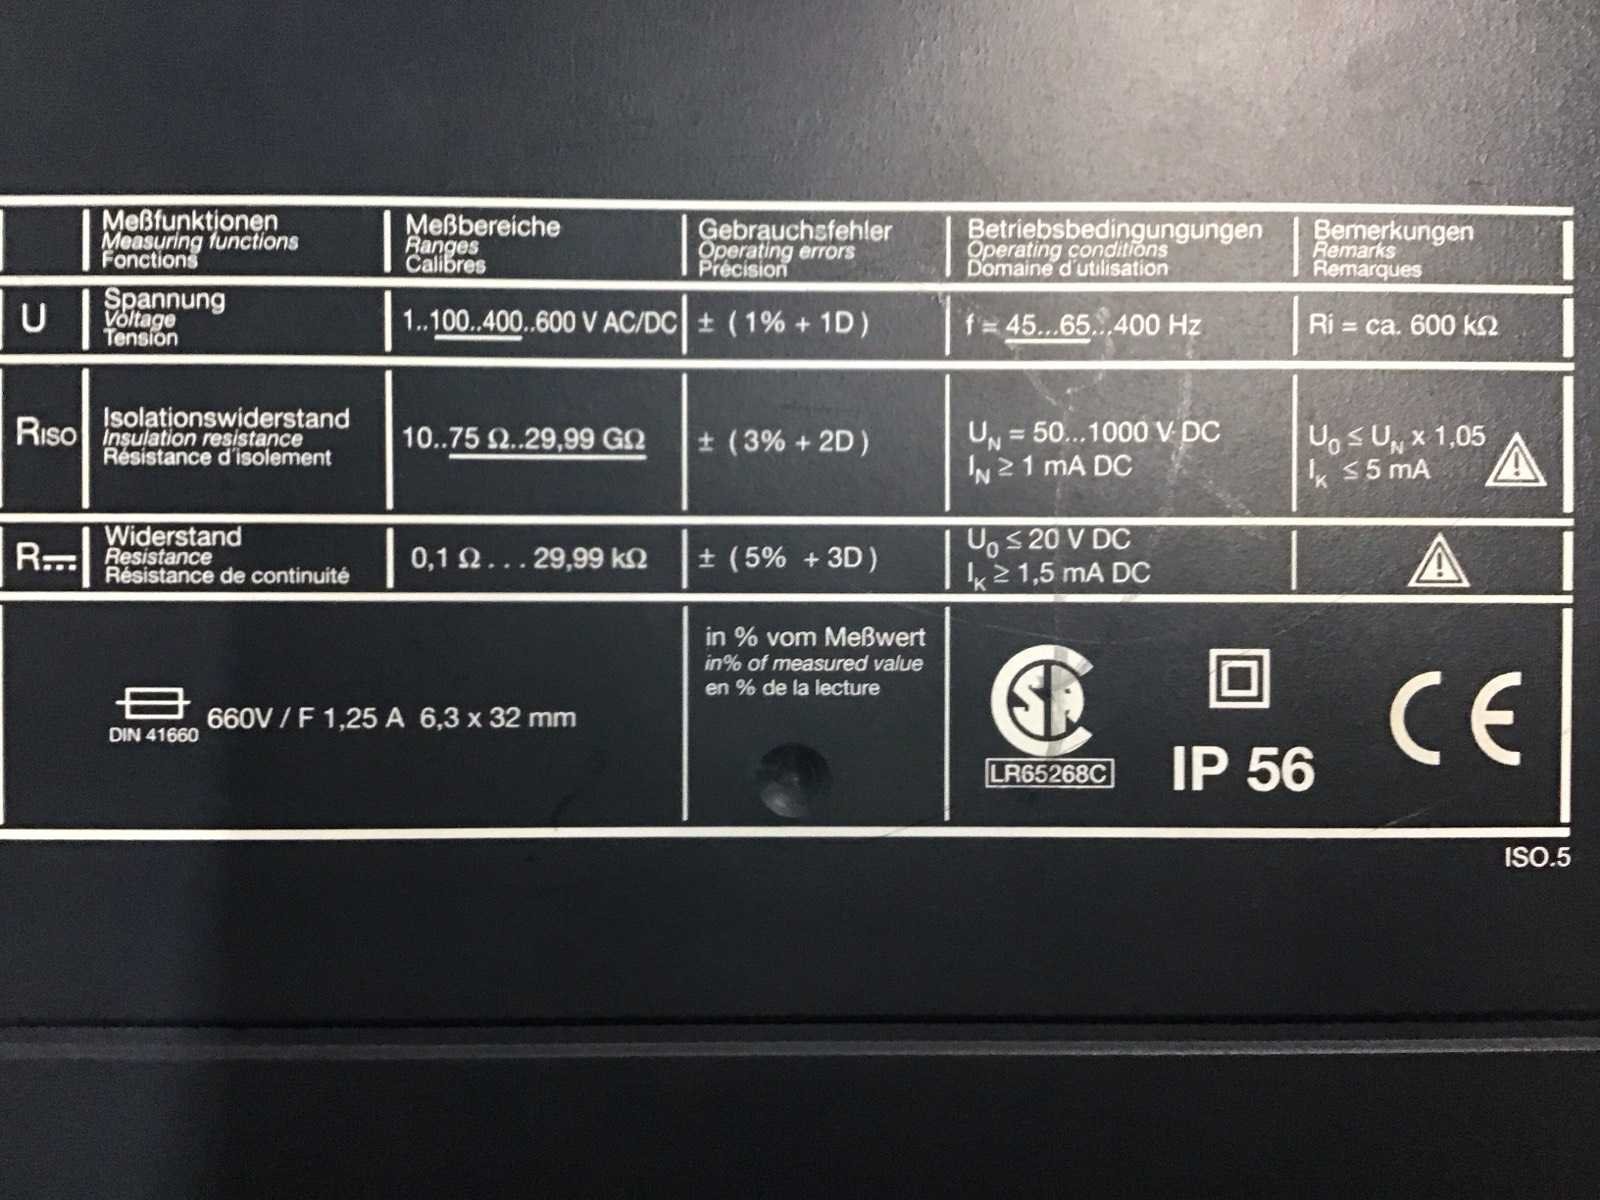 Meßfunktionen
Measuring functions
Fonctions
Meßbereiche
Ranges
Calibres
Gebrauchsfehler
Operating errors
Précision
Betriebsbedingungungen
Operating conditions
Domaine d'utilisation
Bemerkungen
Remarks
Remarques
U
Spannung
Voltage
Tension
1..100..400..600 V AC/DC
± ( 1% + 1D )
f = 45...65...400 Hz
Ri = ca. 600 kΩ
RISO
Isolationswiderstand
Insulation resistance
Résistance d'isolement
10..75 Ω..29,99 GΩ
± ( 3% + 2D )
UN = 50...1000 V DC
IN ≥ 1 mA DC
U0 ≤ UN x 1,05
IK ≤ 5 mA
R
Widerstand
Resistance
Résistance de continuité
0,1 Ω . . . 29,99 kΩ
± ( 5% + 3D )
U0 ≤ 20 V DC
IK ≥ 1,5 mA DC
DIN 41660
660V / F 1,25 A 6,3 x 32 mm
in % vom Meßwert
in% of measured value
en % de la lecture
LR65268C
IP 56
CE
ISO.5